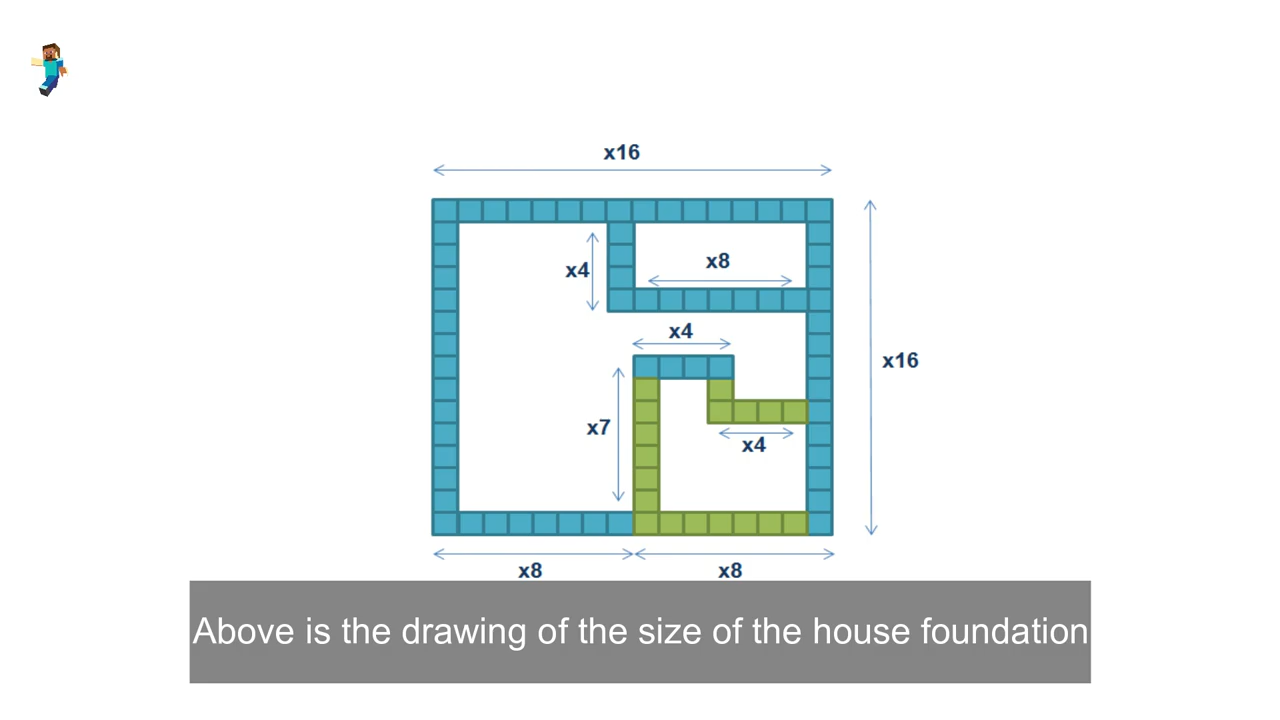 x16
x4
x8
x4
x16
x7
x4
x8
x8
Above is the drawing of the size of the house foundation